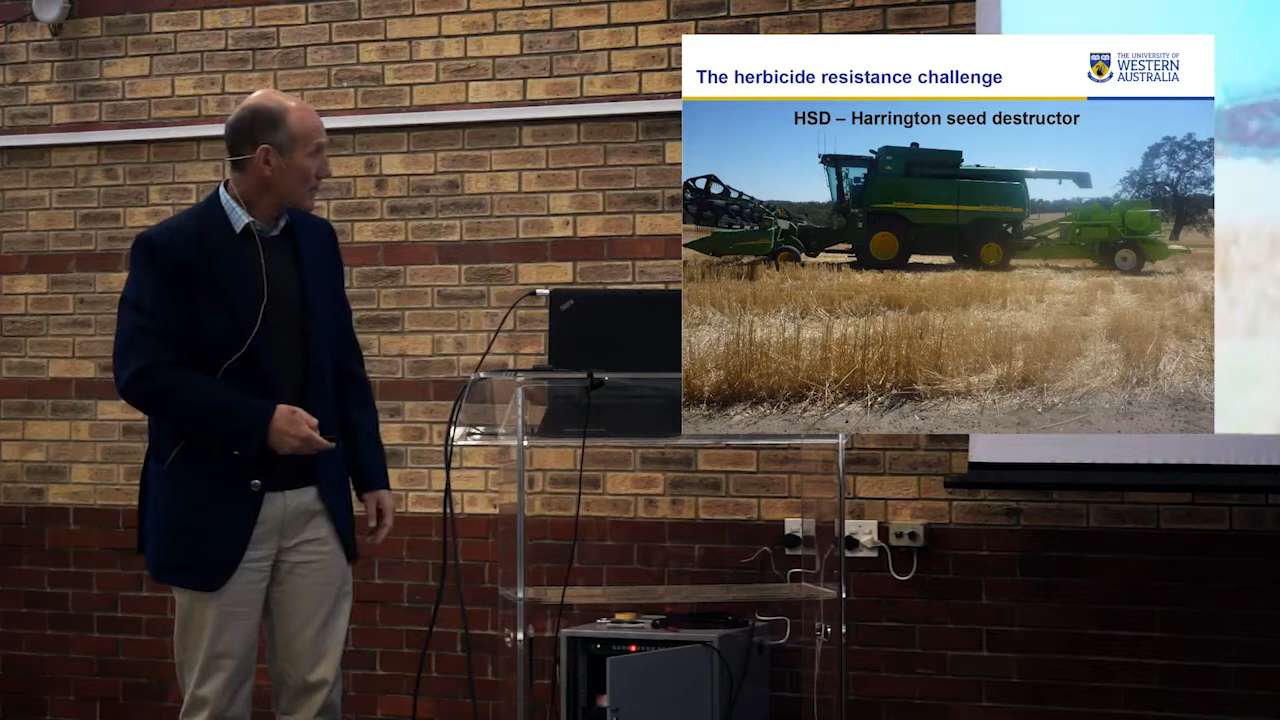 The herbicide resistance challenge
THE UNIVERSITY OF
WESTERN
AUSTRALIA
HSD – Harrington seed destructor